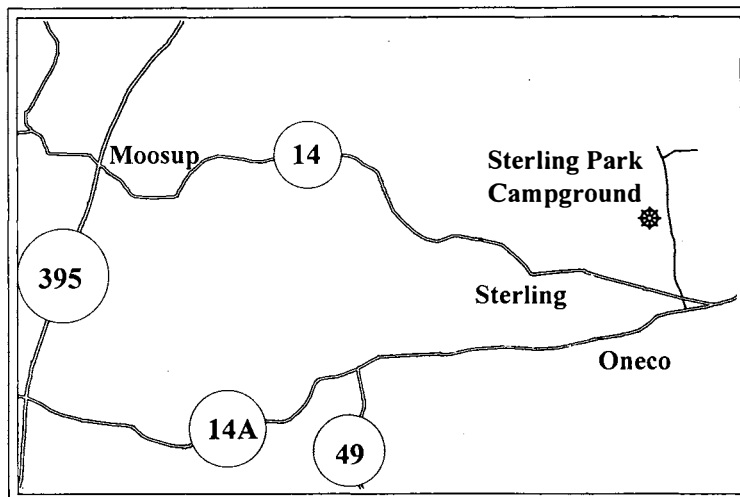 Moosup
14
Sterling Park
Campground
395
Sterling
Oneco
14A
49